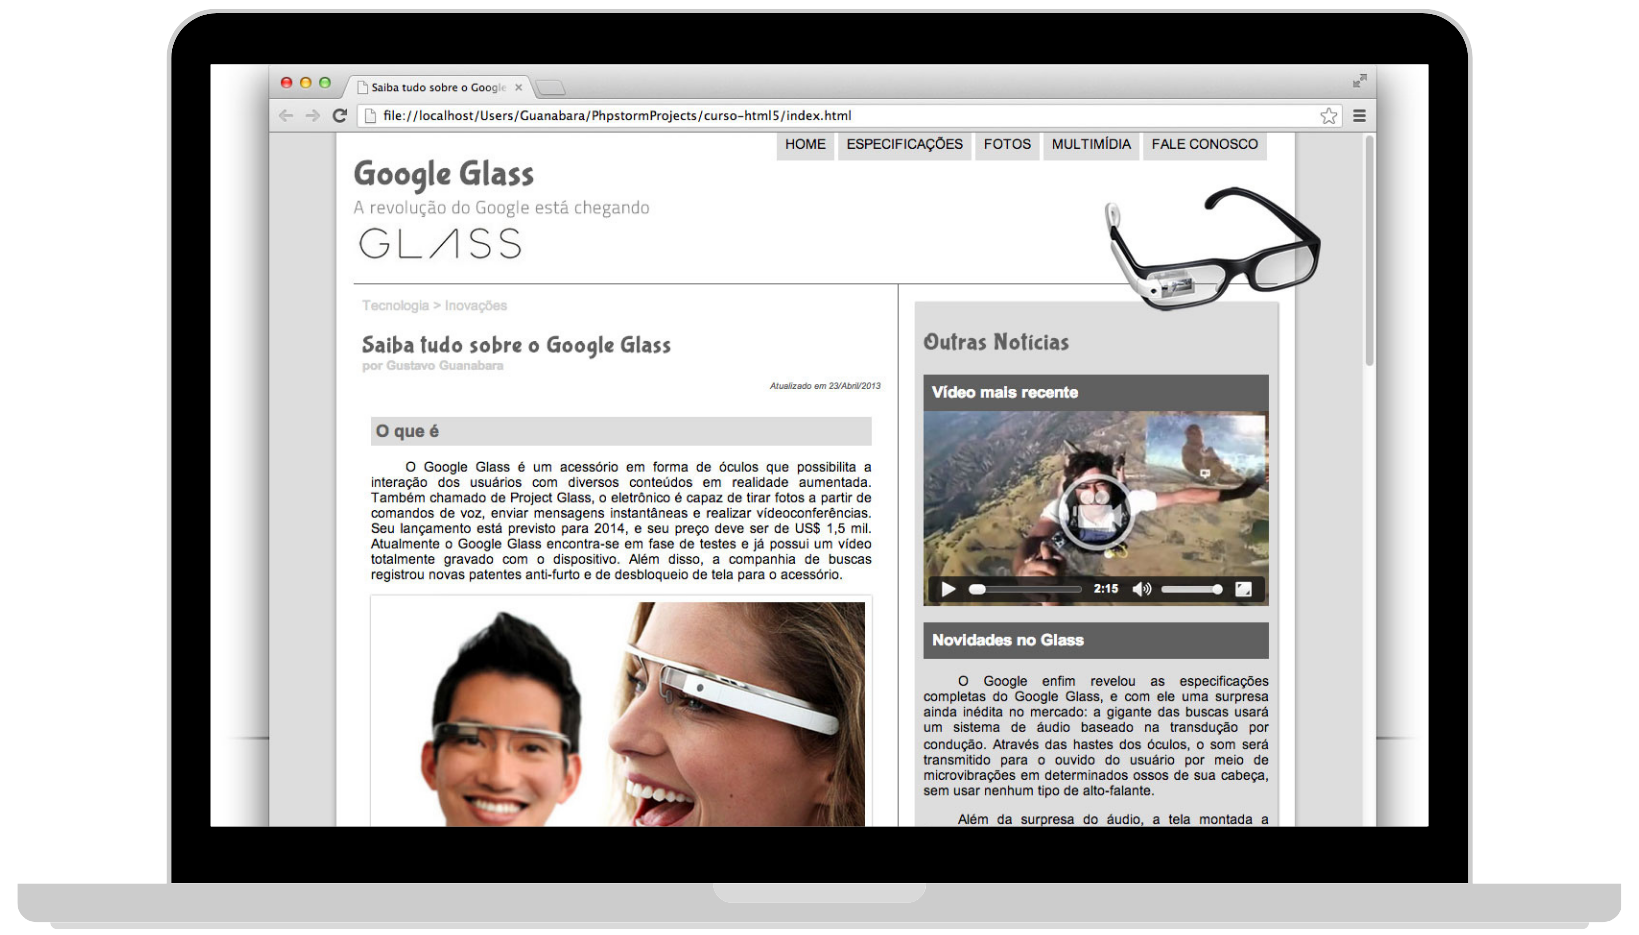 Saiba tudo sobre o Google
file://localhost/Users/Guanabara/PhpstormProjects/curso-html5/index.html
HOME ESPECIFICAÇÕES FOTOS MULTIMÍDIA FALE CONOSCO
Google Glass
A revolução do Google está chegando
GLASS
Tecnologia > Inovações
Saiba tudo sobre o Google Glass
por Gustavo Guanabara
Atualizado em 23/Abril/2013
O que é
O Google Glass é um acessório em forma de óculos que possibilita a
interação dos usuários com diversos conteúdos em realidade aumentada.
Também chamado de Project Glass, o eletrônico é capaz de tirar fotos a partir de
comandos de voz, enviar mensagens instantâneas e realizar vídeoconferências.
Seu lançamento está previsto para 2014, e seu preço deve ser de US$ 1,5 mil.
Atualmente o Google Glass encontra-se em fase de testes e já possui um vídeo
totalmente gravado com o dispositivo. Além disso, a companhia de buscas
registrou novas patentes anti-furto e de desbloqueio de tela para o acessório.
Outras Notícias
Vídeo mais recente
2:15
Novidades no Glass
O Google enfim revelou as especificações
completas do Google Glass, e com ele uma surpresa
ainda inédita no mercado: a gigante das buscas usará
um sistema de áudio baseado na transdução por
condução. Através das hastes dos óculos, o som será
transmitido para o ouvido do usuário por meio de
microvibrações em determinados ossos de sua cabeça,
sem usar nenhum tipo de alto-falante.
Além da surpresa do áudio, a tela montada a